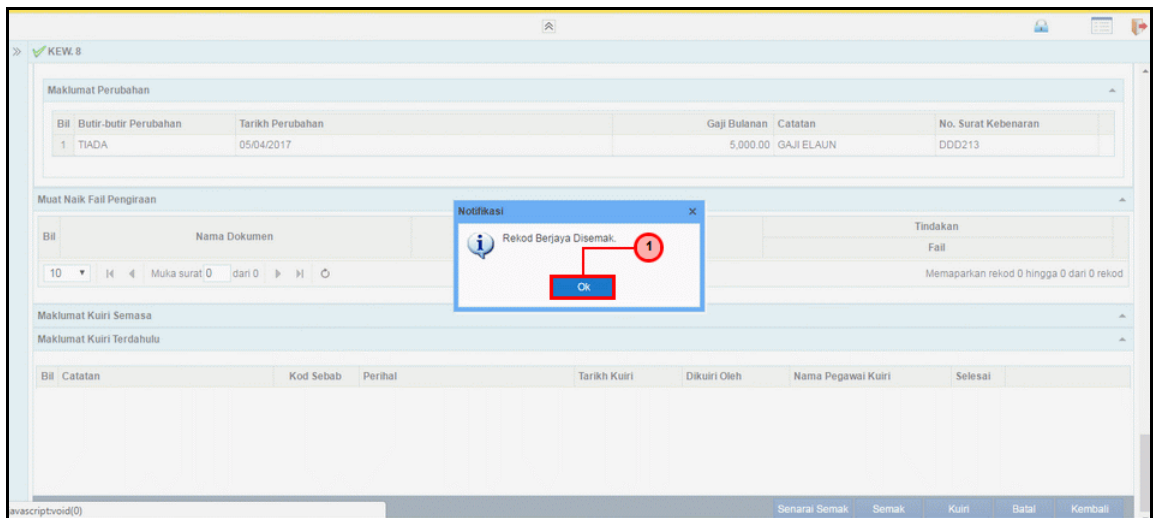 KEW. 8
Maklumat Perubahan
Bil Butir-butir Perubahan Tarikh Perubahan Gaji Bulanan Catatan No. Surat Kebenaran
1 TIADA 05/04/2017 5,000.00 GAJI ELAUN DDD213
Muat Naik Fail Pengiraan
Bil Nama Dokumen Tindakan
Fail
Notifikasi x
Rekod Berjaya Disemak.
1
Ok
10 Muka surat 0 dari 0 Memaparkan rekod 0 hingga 0 dari 0 rekod
Maklumat Kuiri Semasa
Maklumat Kuiri Terdahulu
Bil Catatan Kod Sebab Perihal Tarikh Kuiri Dikuiri Oleh Nama Pegawai Kuiri Selesai
avascript:void(0) Senarai Semak Semak Kuiri Batal Kembali